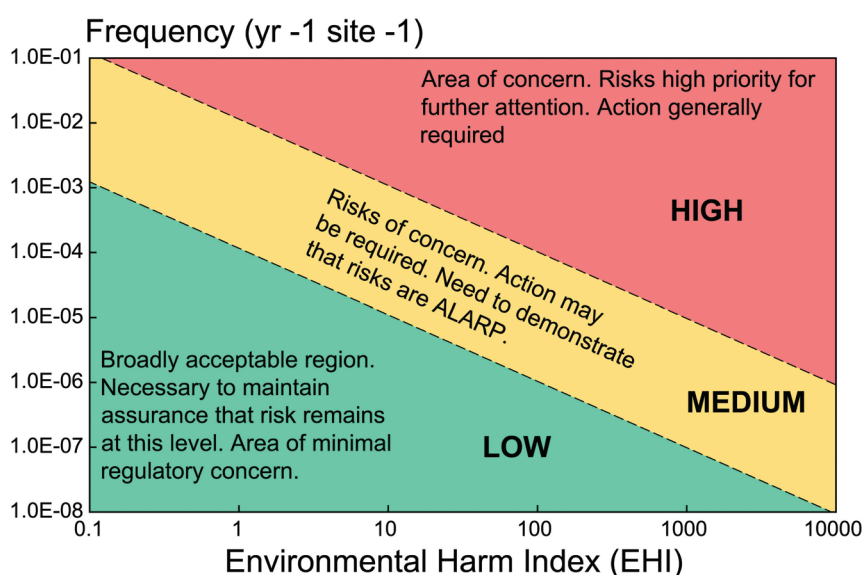 Frequency (yr -1 site -1)
1.0E-01
1.0E-02
1.0E-03
1.0E-04
1.0E-05
1.0E-06
1.0E-07
1.0E-08
Area of concern. Risks high priority for
further attention. Action generally
required
HIGH
Risks of concern. Action may
be required. Need to demonstrate
that risks are ALARP.
MEDIUM
Broadly acceptable region.
Necessary to maintain
assurance that risk remains
at this level. Area of minimal
regulatory concern.
LOW
0.1 1 10 100 1000 10000
Environmental Harm Index (EHI)